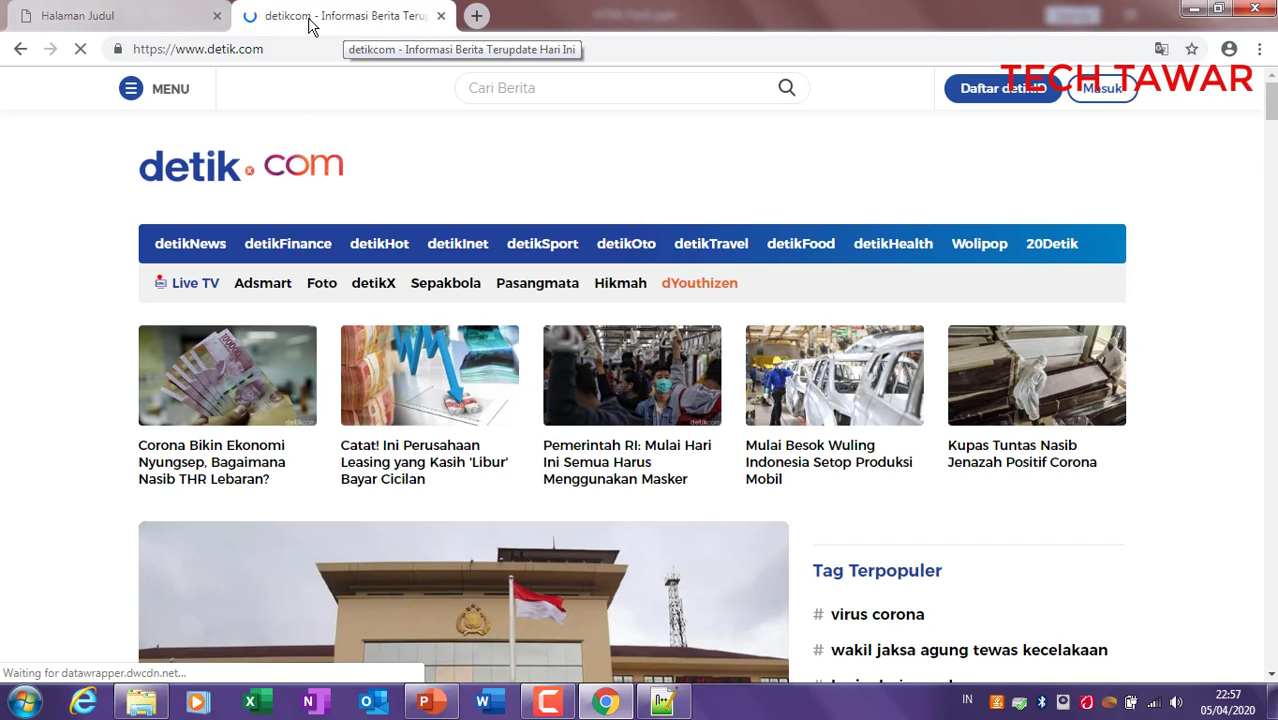 Halaman Judul
detikcom - Informasi Berita Teru
https://www.detik.com
detikcom - Informasi Berita Terupdate Hari Ini
TECH TAWAR
MENU
Cari Berita
Daftar detikID
Masuk
detik.com
detikNews detikFinance detikHot detikInet detikSport detikOto detikTravel detikFood detikHealth Wolipop 20Detik
Live TV Adsmart Foto detikX Sepakbola Pasangmata Hikmah dYouthizen
Corona Bikin Ekonomi
Nyungsep, Bagaimana
Nasib THR Lebaran?
Catat! Ini Perusahaan
Leasing yang Kasih 'Libur'
Bayar Cicilan
Pemerintah RI: Mulai Hari
Ini Semua Harus
Menggunakan Masker
Mulai Besok Wuling
Indonesia Setop Produksi
Mobil
Kupas Tuntas Nasib
Jenazah Positif Corona
Tag Terpopuler
# virus corona
# wakil jaksa agung tewas kecelakaan
Waiting for datawrapper.dwcdn.net...
IN
22:57
05/04/2020